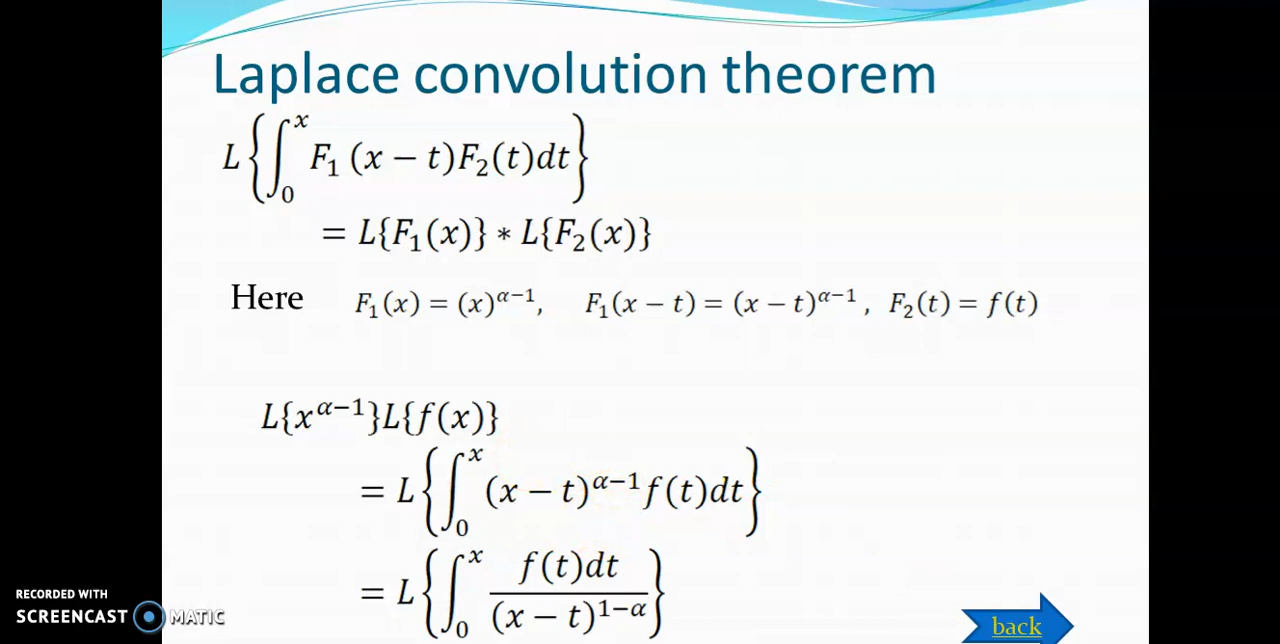 Laplace convolution theorem
L{∫₀ˣ F₁ (x − t)F₂(t)dt}
= L{F₁(x)} ∗ L{F₂(x)}
Here F₁(x) = (x)^{α−1}, F₁(x − t) = (x − t)^{α−1} , F₂(t) = f(t)
L{x^{α−1}}L{f(x)}
= L{∫₀ˣ (x − t)^{α−1} f(t)dt}
= L{∫₀ˣ \frac{f(t)dt}{(x − t)^{1−α}}}
RECORDED WITH
SCREENCAST MATIC
back